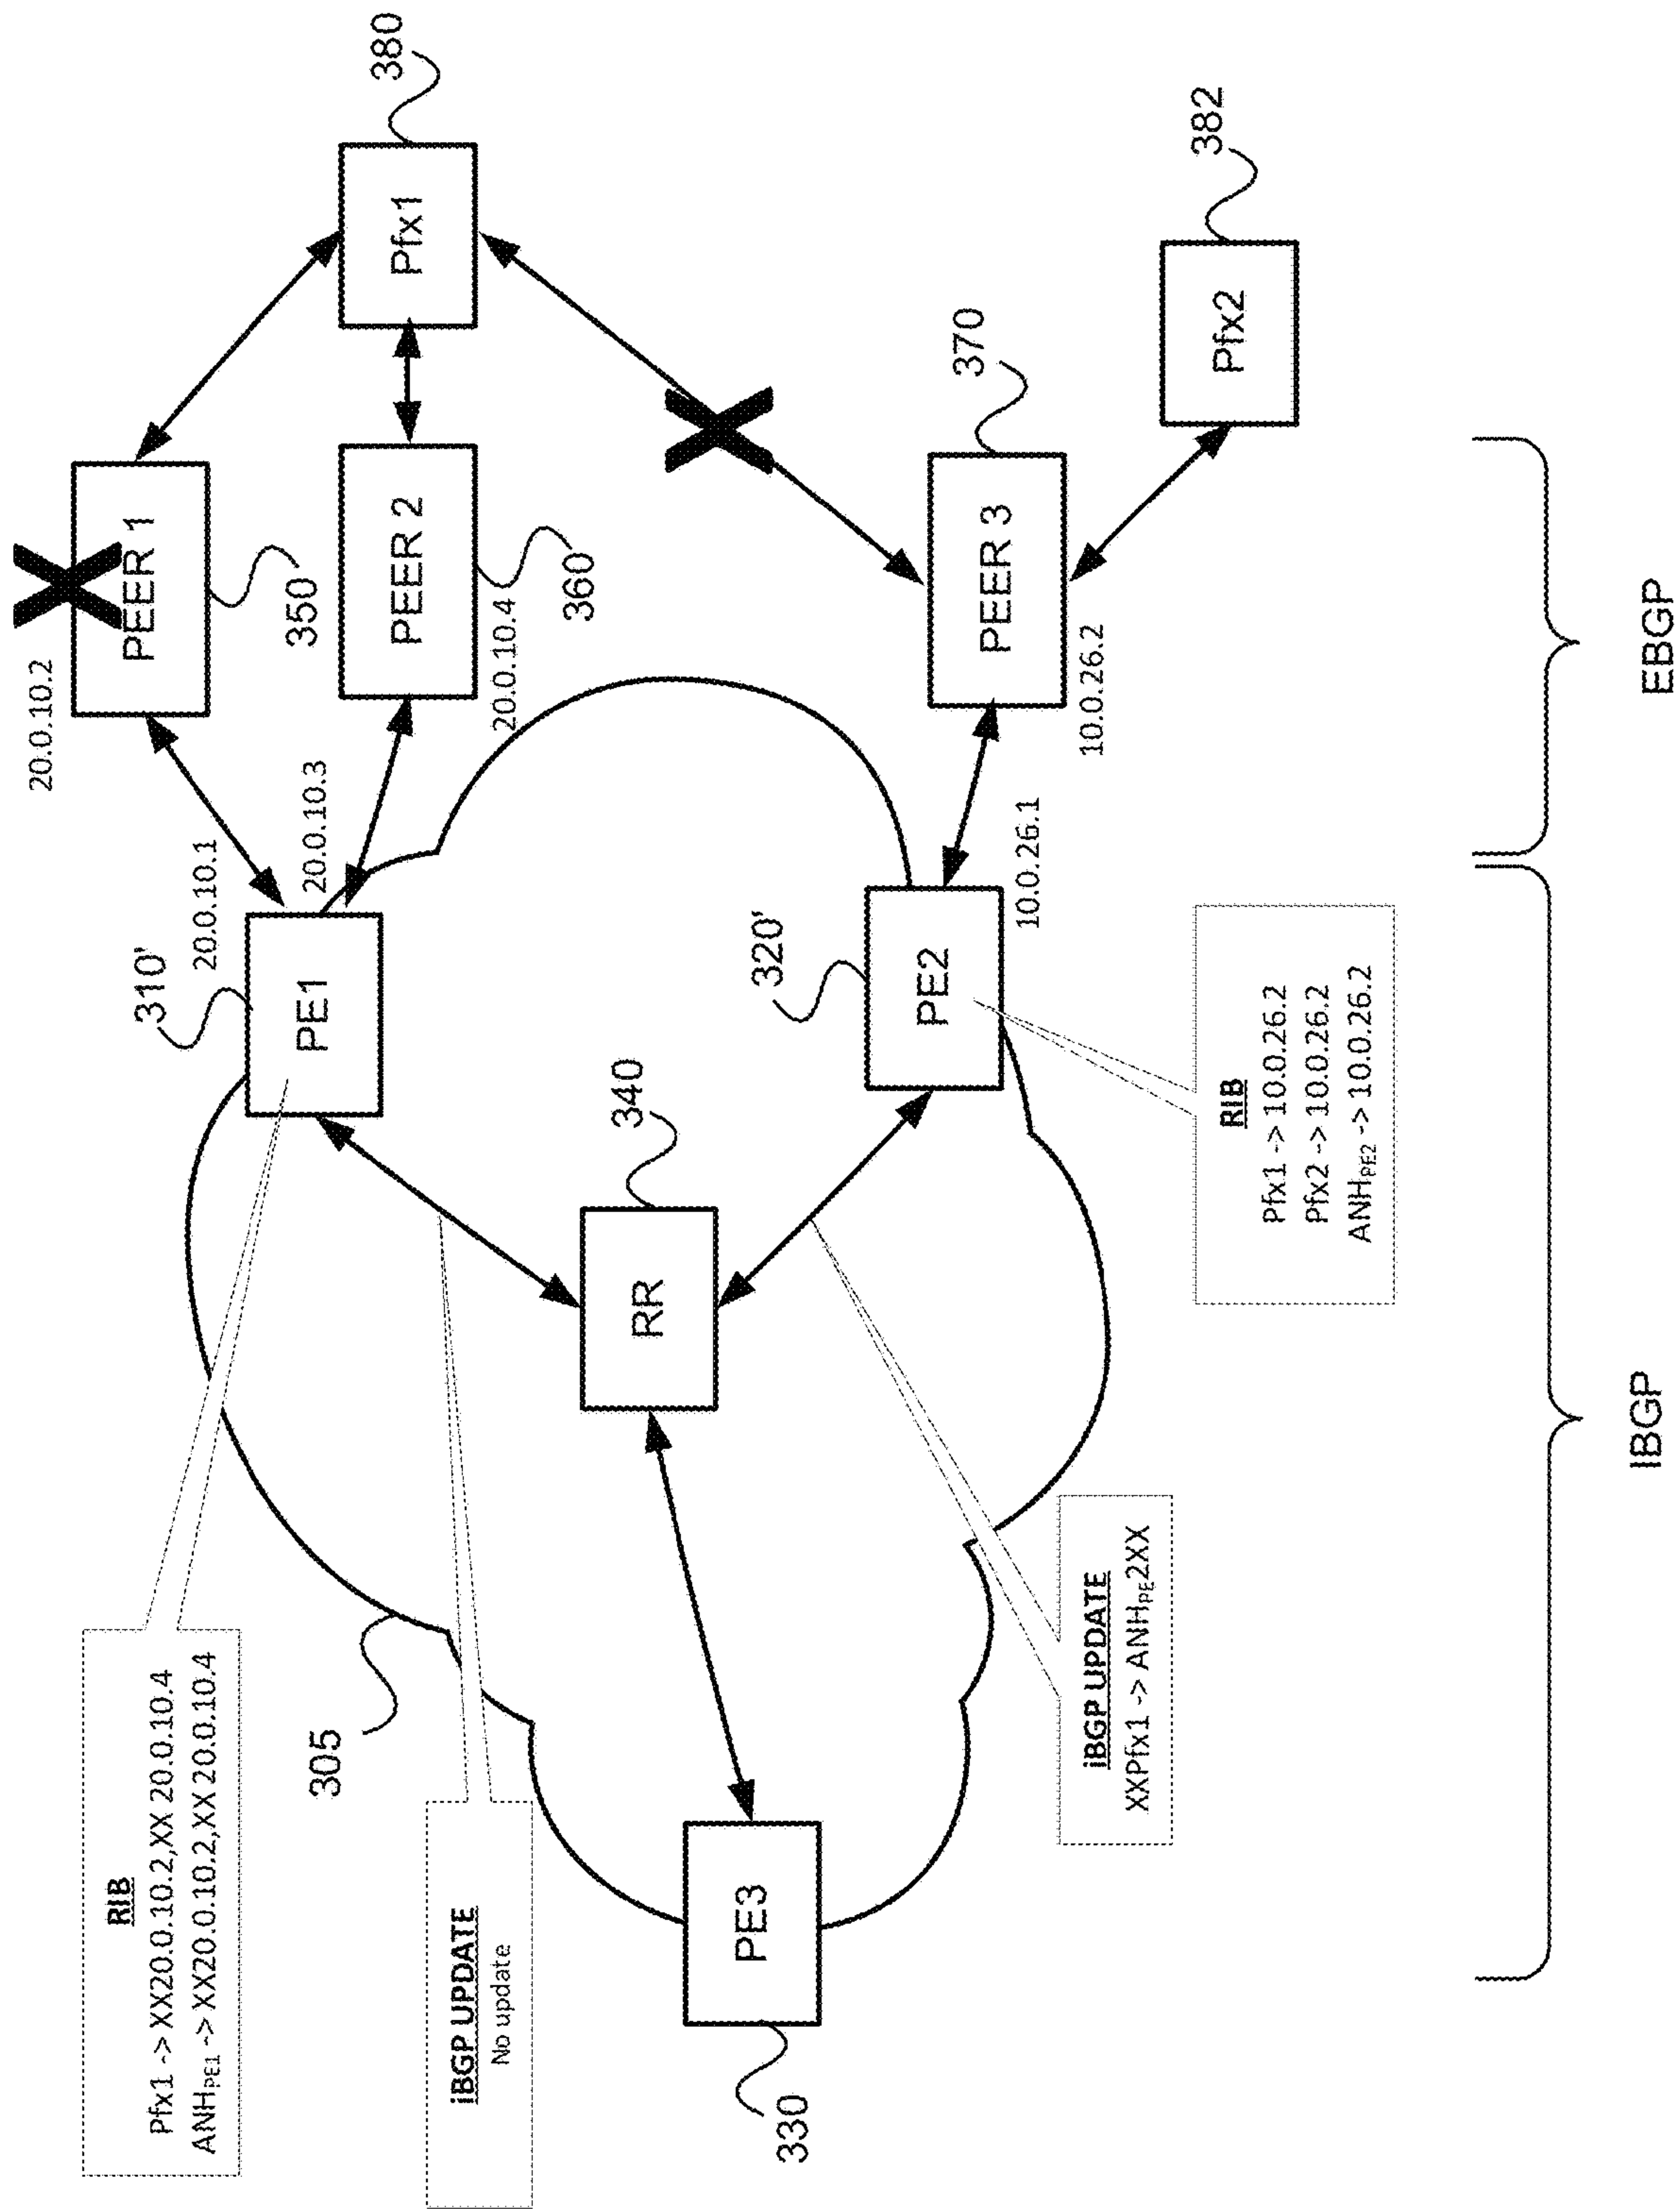 RIB
Pfx1 -> XX20.0.10.2,XX 20.0.10.4
ANHPE1 -> XX20.0.10.2,XX 20.0.10.4
310'
PE1
20.0.10.1
20.0.10.3
20.0.10.2
PEER 1
350
PEER 2
20.0.10.4
360
Pfx1
380
305
iBGP UPDATE
No update
RR
340
PE3
330
320'
PE2
10.0.26.1
PEER 3
10.0.26.2
370
Pfx2
382
iBGP UPDATE
XXPfx1 -> ANHPE2XX
RIB
Pfx1 -> 10.0.26.2
Pfx2 -> 10.0.26.2
ANHPE2 -> 10.0.26.2
IBGP
EBGP